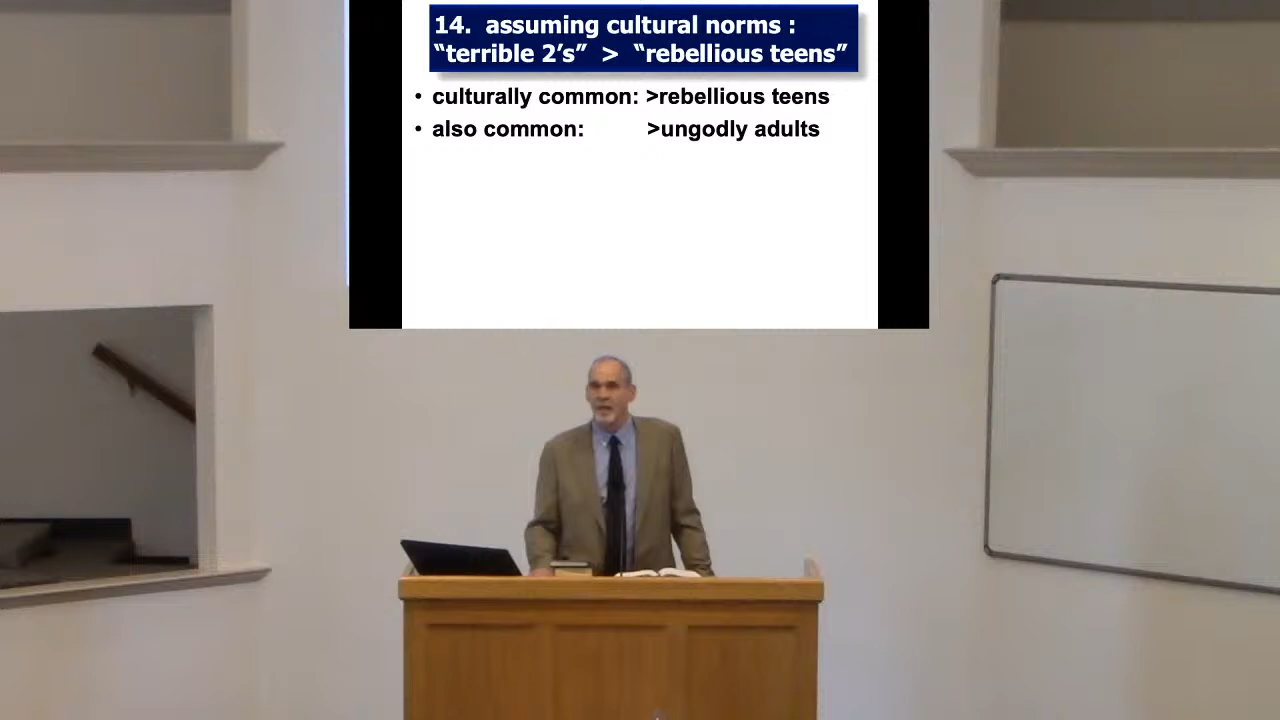 14. assuming cultural norms :
“terrible 2’s” > “rebellious teens”
• culturally common: >rebellious teens
• also common: >ungodly adults